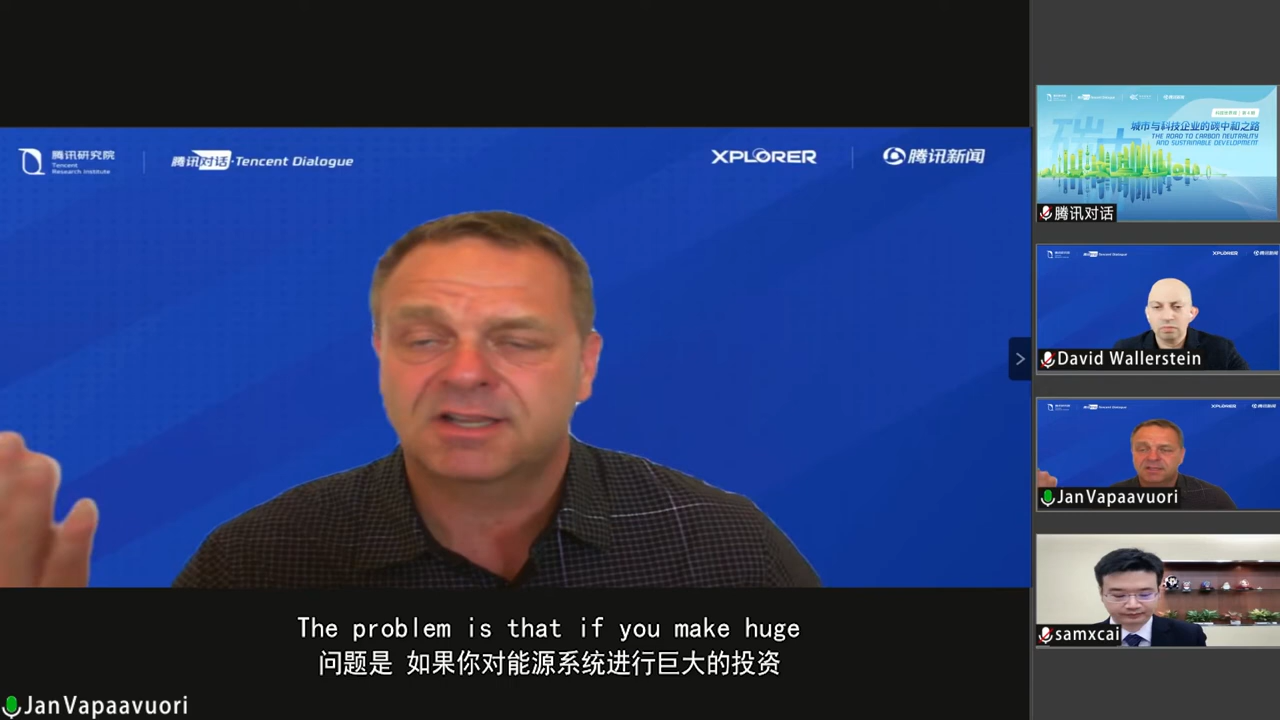 腾讯研究院
Tencent
Research Institute
腾讯对话·Tencent Dialogue
XPLORER
腾讯新闻
The problem is that if you make huge
问题是 如果你对能源系统进行巨大的投资
JanVapaavuori
城市与科技企业的碳中和之路
THE ROAD TO CARBON NEUTRALITY
AND SUSTAINABLE DEVELOPMENT
腾讯对话
XPLORER
David Wallerstein
XPLORER
JanVapaavuori
samxcai